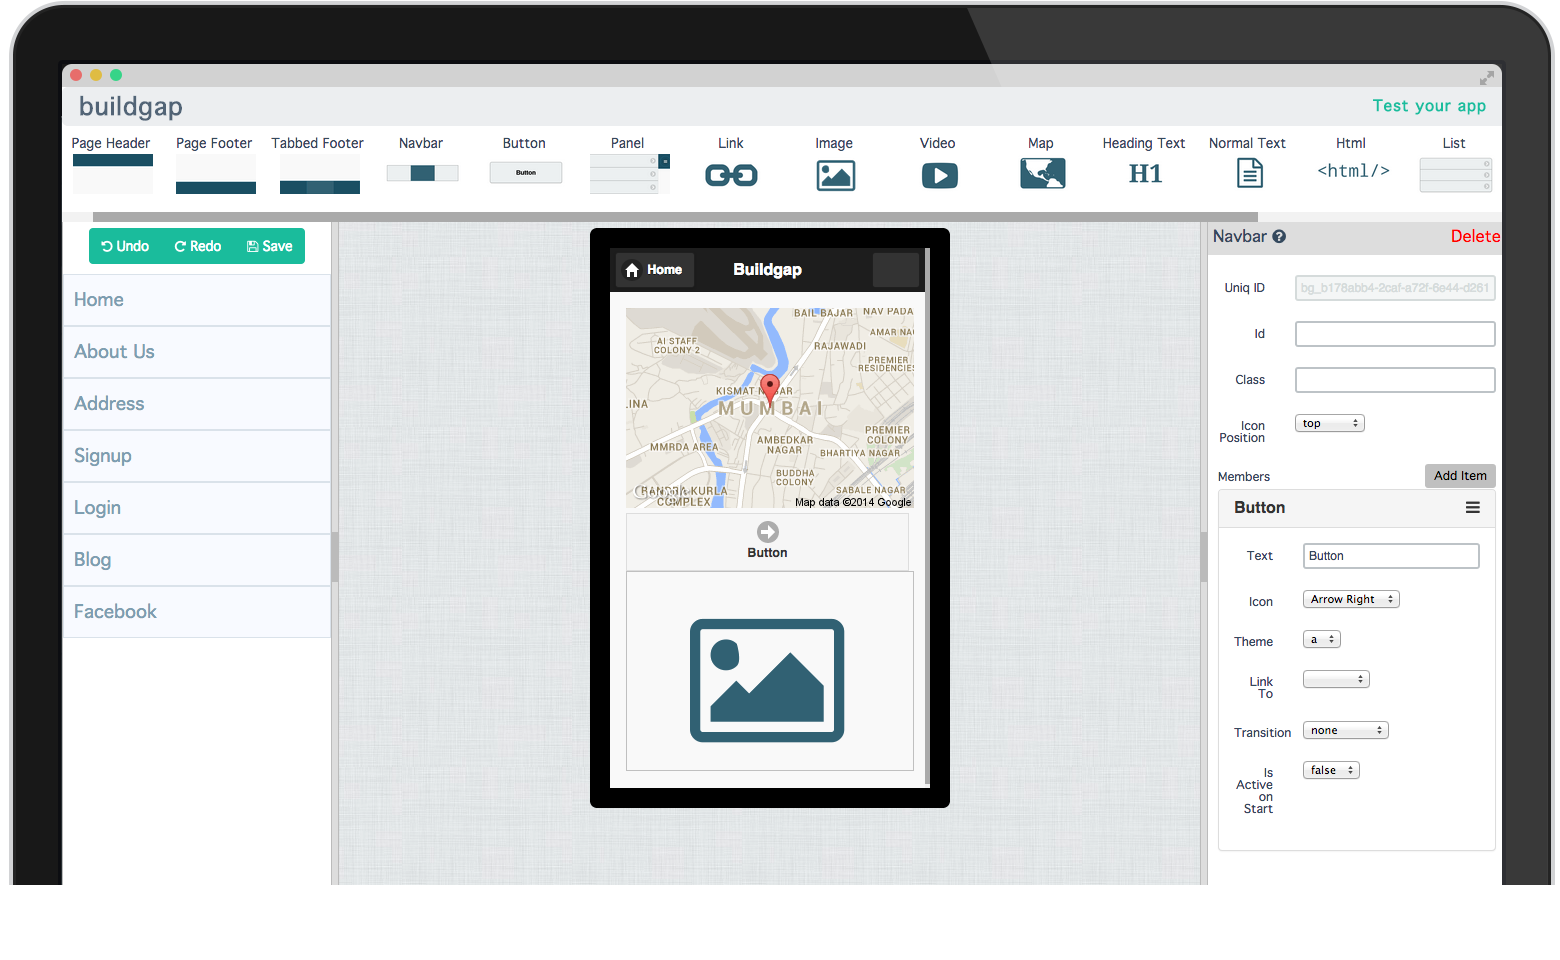 buildgap
Test your app
Page Header
Page Footer
Tabbed Footer
Navbar
Button
Panel
Link
Image
Video
Map
Heading Text
Normal Text
Html
List
Button
H1
<html/>
Undo
Redo
Save
Home
About Us
Address
Signup
Login
Blog
Facebook
Home
Buildgap
BAIL BAJAR
NAV PADA
AMAR NA
AI STAFF
COLONY 2
RAJAWADI
PREMIER
RESIDENCIES
KISMAT NAGAR
LINA
MUMBAI
PREMIER
COLONY
AMBEDKAR
NAGAR
MMRDA AREA
BHARTIYA NAGAR
BUDDHA
COLONY
BANDRA KURLA
COMPLEX
SABALE NAGAR
Map data ©2014 Google
Button
Navbar
Delete
Uniq ID
bg_b178abb4-2caf-a72f-6e44-d261
Id
Class
Icon
Position
top
Members
Add Item
Button
Text
Button
Icon
Arrow Right
Theme
a
Link
To
Transition
none
Is
Active
on
Start
false